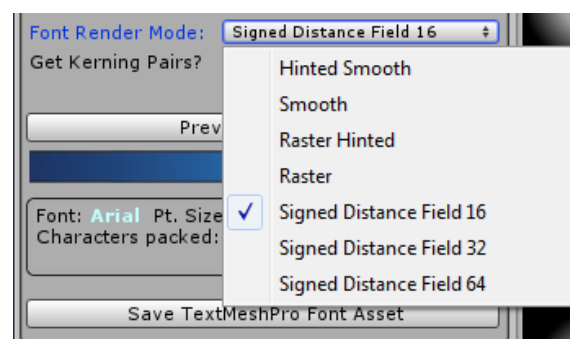 Font Render Mode: Signed Distance Field 16
Get Kerning Pairs?
Hinted Smooth
Smooth
Raster Hinted
Prev
Raster
Font: Arial Pt. Size
Signed Distance Field 16
Characters packed:
Signed Distance Field 32
Signed Distance Field 64
Save TextMeshPro Font Asset